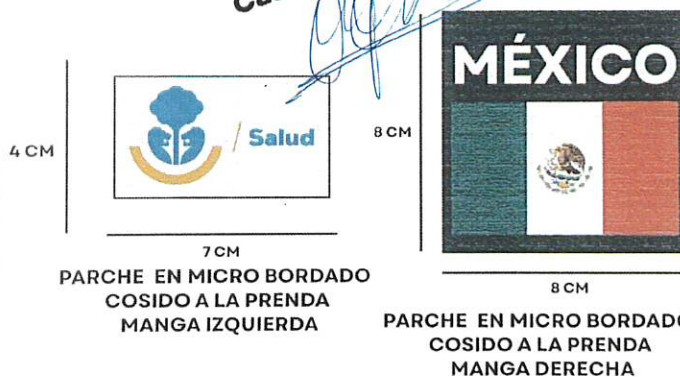 4 CM
Salud
7 CM
PARCHE EN MICRO BORDADO
COSIDO A LA PRENDA
MANGA IZQUIERDA
8 CM
MÉXICO
8 CM
PARCHE EN MICRO BORDADO
COSIDO A LA PRENDA
MANGA DERECHA